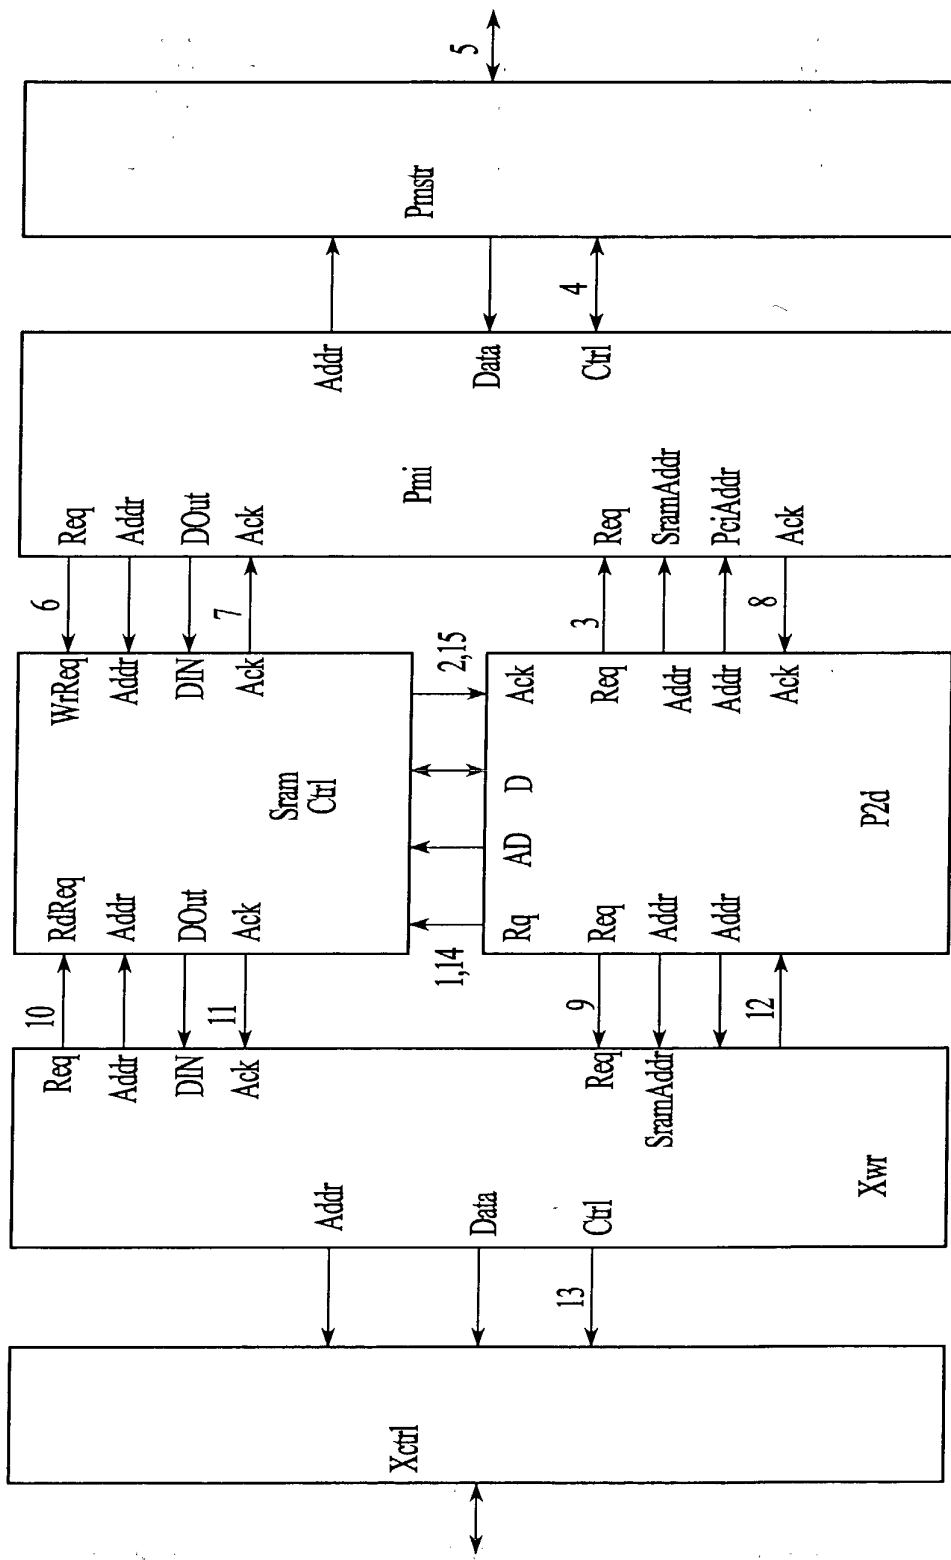 5
Pmstr
4
Addr
Data
Ctrl
Pmi
Req
Addr
DOut
Ack
Req
SramAddr
PciAddr
Ack
6
7
3
8
WrReq
Addr
DIN
Ack
Sram
Ctrl
RdReq
Addr
DOut
Ack
2,15
1,14
Ack
D
AD
Rq
Req
Addr
Addr
Ack
P2d
Req
Addr
Addr
10
11
9
12
Req
Addr
DIN
Ack
Req
SramAddr
Xwr
Addr
Data
Ctrl
13
Xctrl